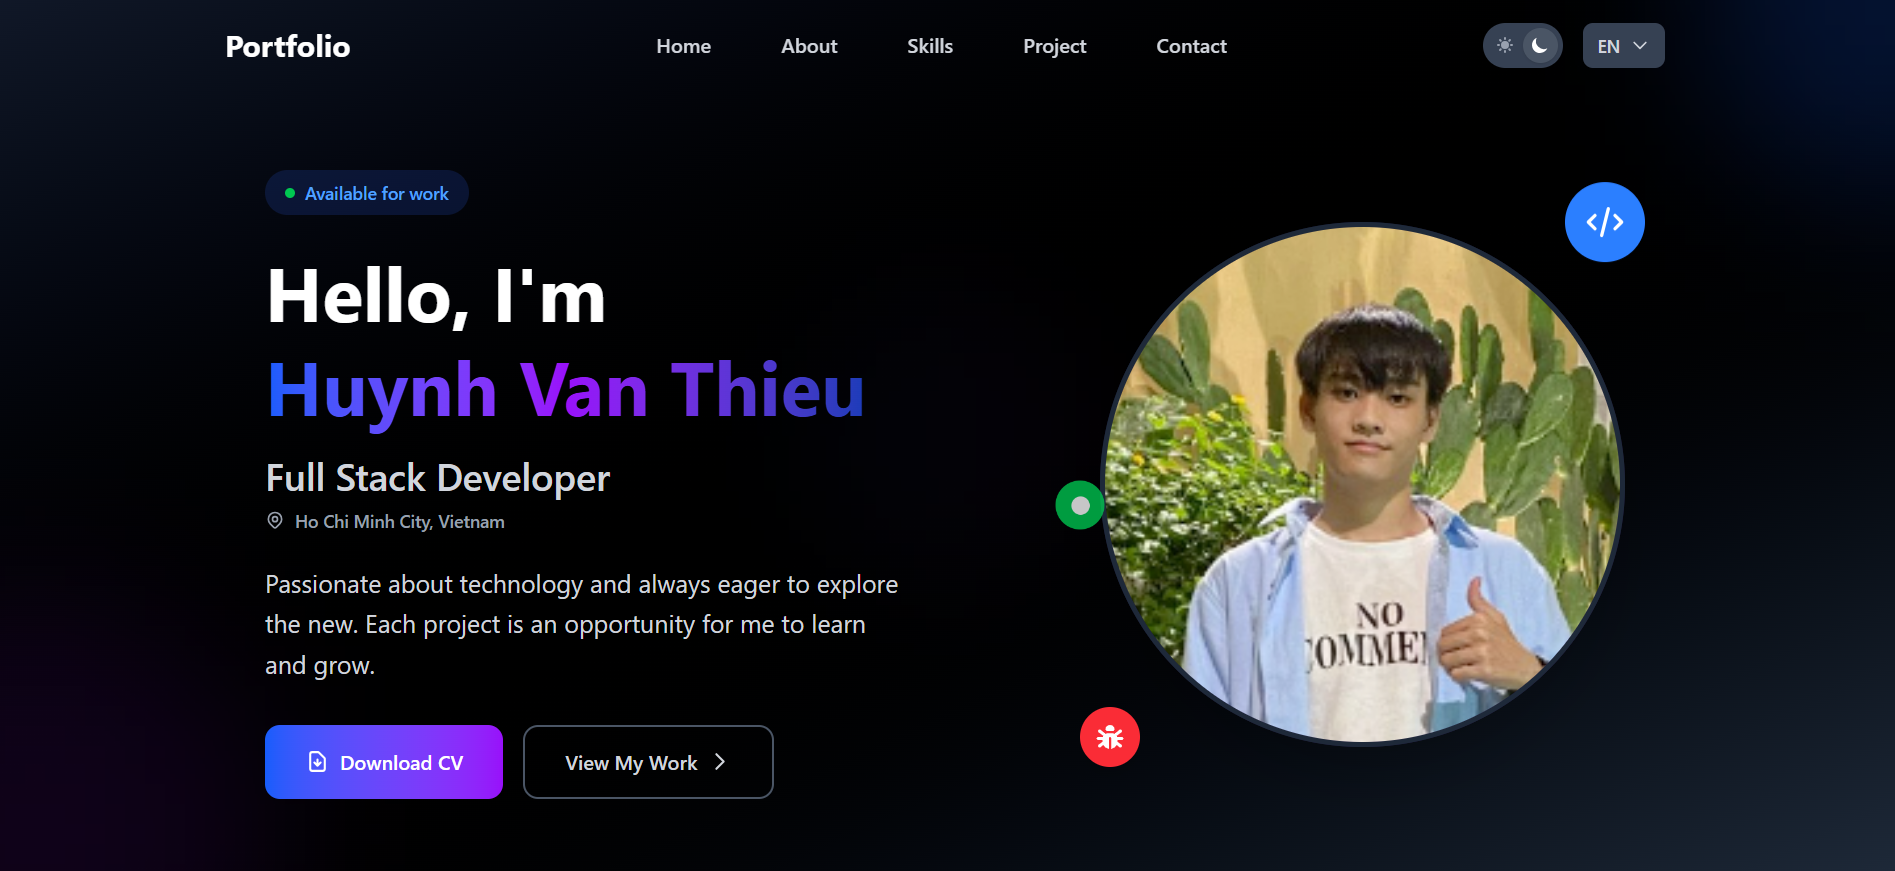 Portfolio
Home
About
Skills
Project
Contact
EN
Available for work
</>
Hello, I'm
Huynh Van Thieu
Full Stack Developer
Ho Chi Minh City, Vietnam
Passionate about technology and always eager to explore
the new. Each project is an opportunity for me to learn
and grow.
Download CV
View My Work
NO